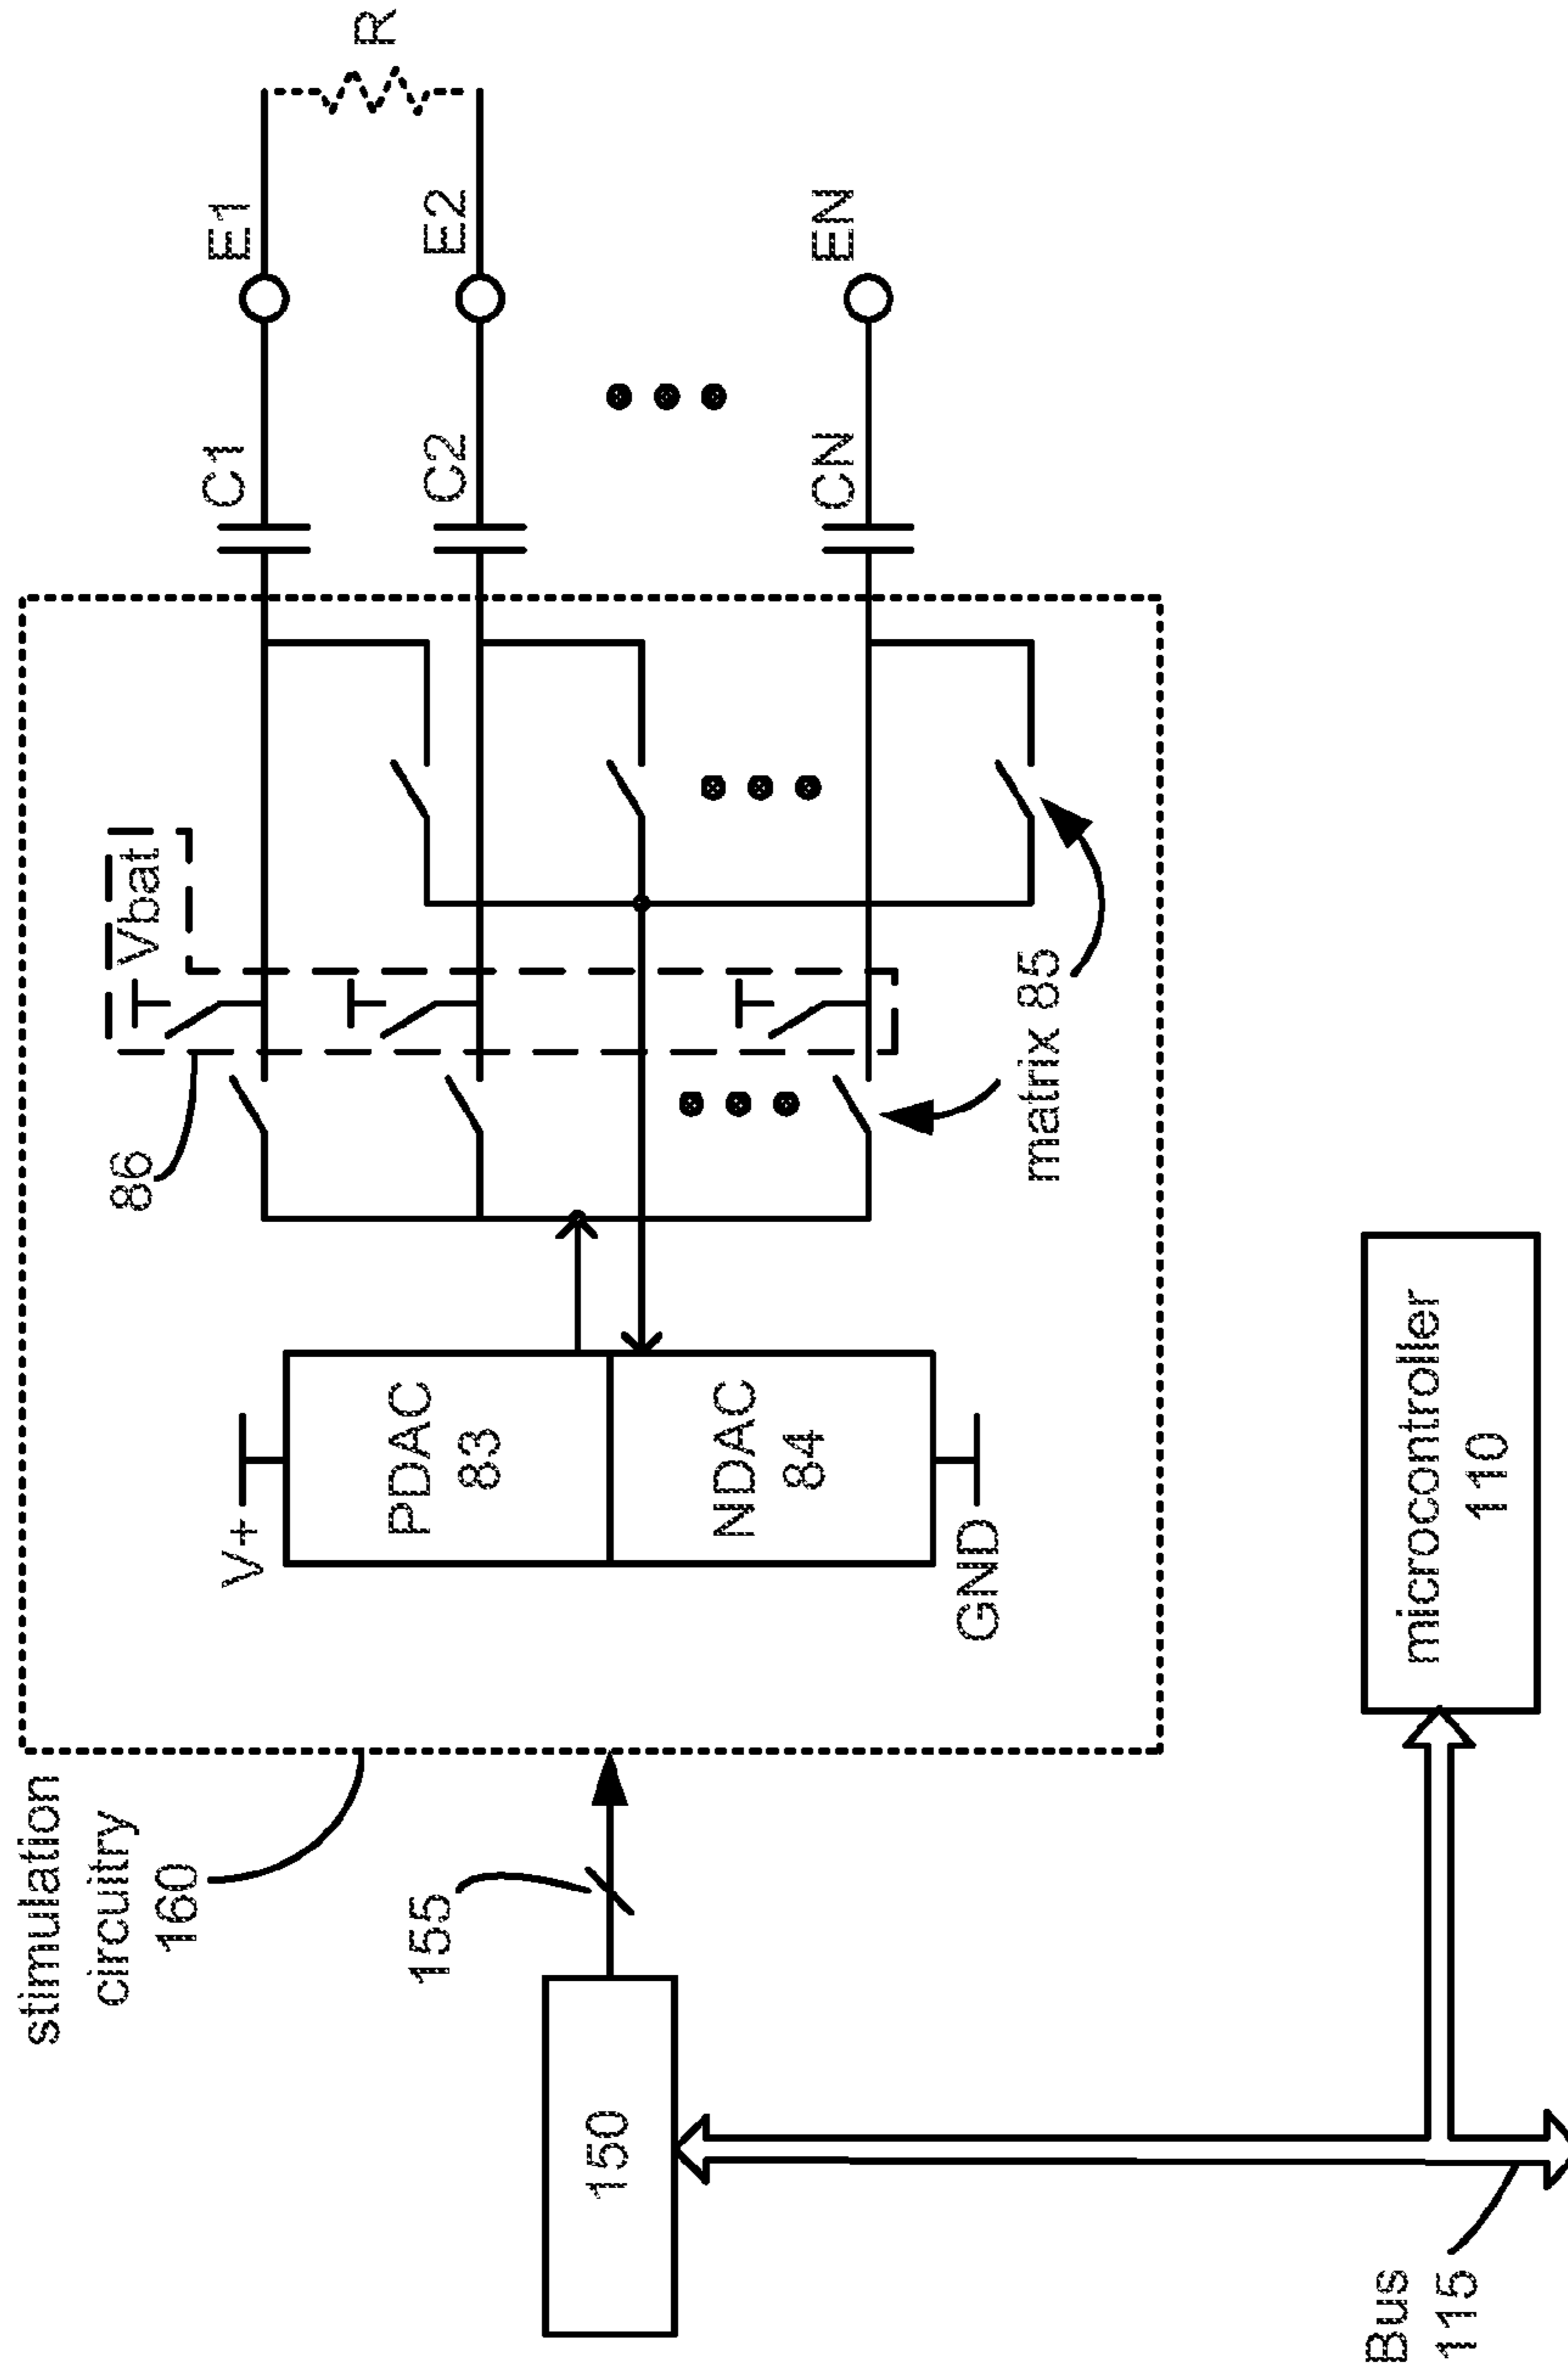 stimulation
circuitry
160
86
Vbat
C1
E1
R
C2
E2
V+
PDAC
83
NDAC
84
GND
CN
EN
matrix 85
155
150
microcontroller
110
Bus
115